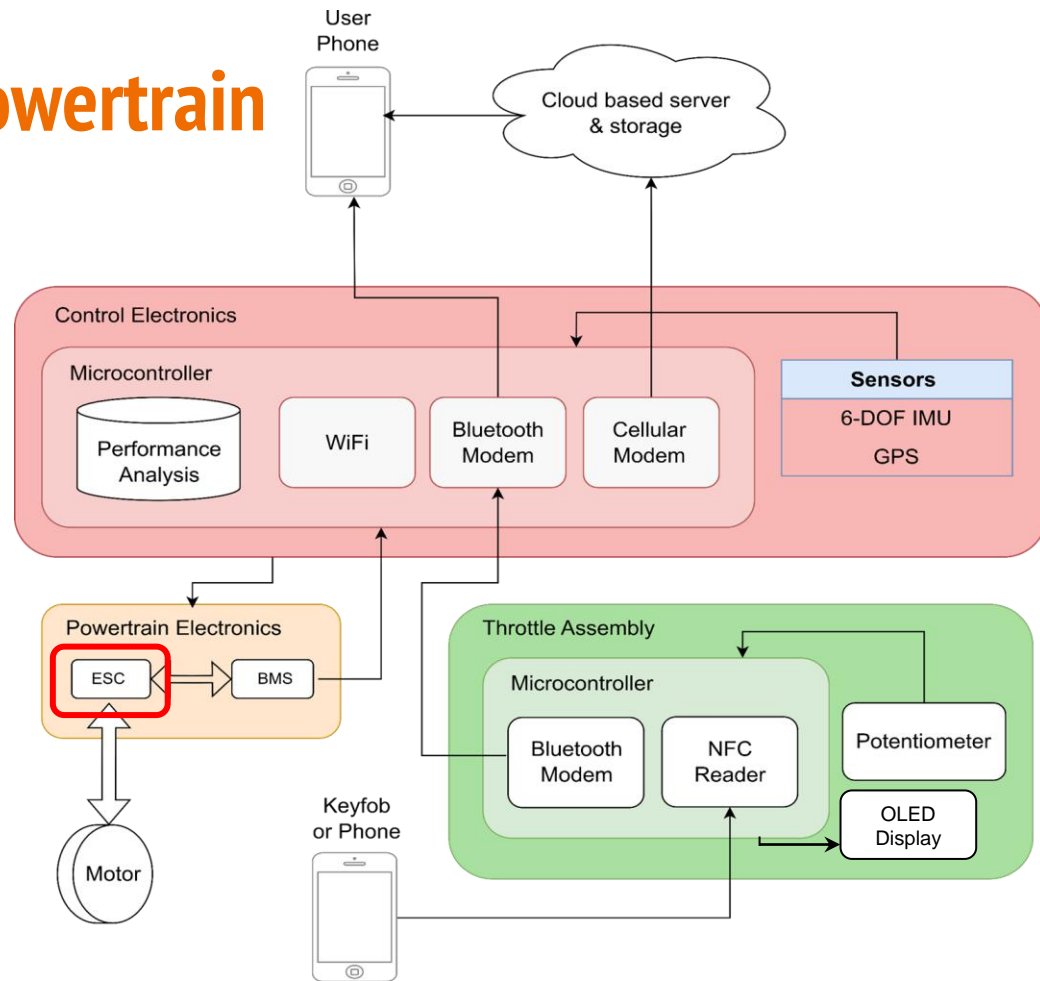 User
Phone
owertrain
Cloud based server
& storage
Control Electronics
Microcontroller
Performance
Analysis
WiFi
Bluetooth
Modem
Cellular
Modem
Sensors
6-DOF IMU
GPS
Powertrain Electronics
ESC
BMS
Motor
Throttle Assembly
Microcontroller
Bluetooth
Modem
NFC
Reader
Potentiometer
OLED
Display
Keyfob
or Phone